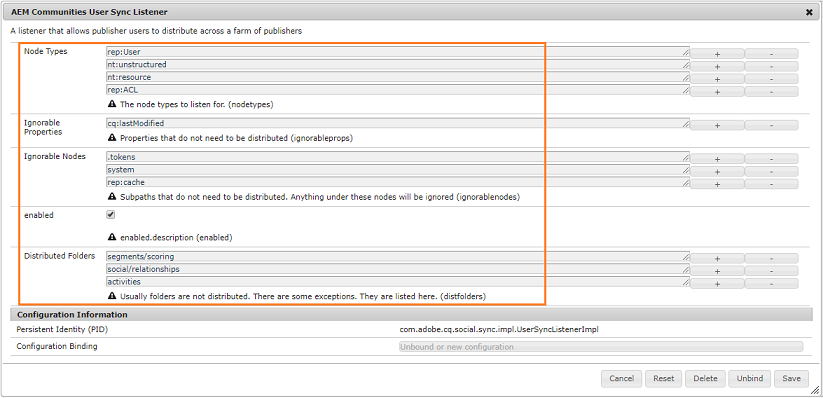 AEM Communities User Sync Listener
A listener that allows publisher users to distribute across a farm of publishers
Node Types
rep:User + -
nt:unstructured + -
nt:resource + -
rep:ACL + -
The node types to listen for. (nodetypes)
Ignorable Properties
cq:lastModified + -
Properties that do not need to be distributed (ignorableprops)
Ignorable Nodes
.tokens + -
system + -
rep:cache + -
Subpaths that do not need to be distributed. Anything under these nodes will be ignored (ignorablenodes)
enabled
enabled.description (enabled)
Distributed Folders
segments/scoring + -
social/relationships + -
activities + -
Usually folders are not distributed. There are some exceptions. They are listed here. (distfolders)
Configuration Information
Persistent Identity (PID) com.adobe.cq.social.sync.impl.UserSyncListenerImpl
Configuration Binding Unbound or new configuration
Cancel Reset Delete Unbind Save